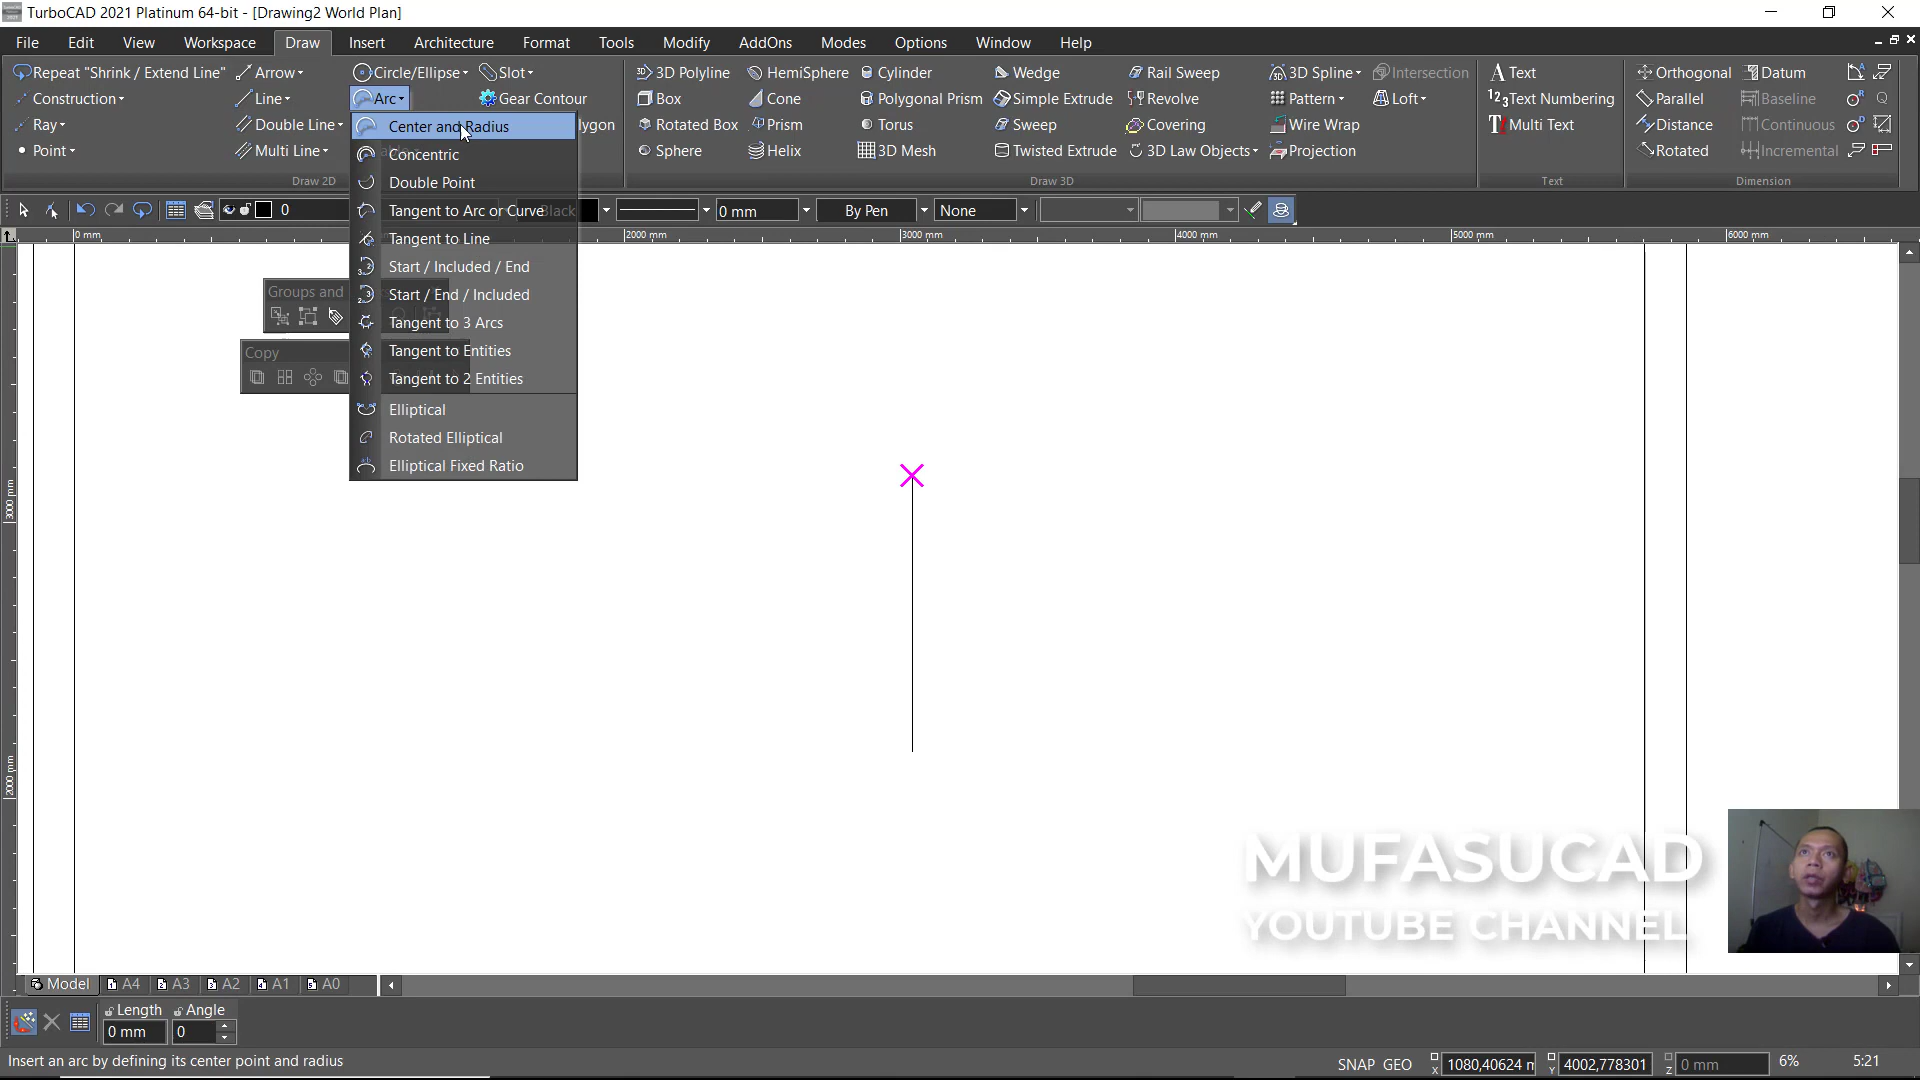 TurboCAD 2021 Platinum 64-bit - [Drawing2 World Plan]
File Edit View Workspace Draw Insert Architecture Format Tools Modify AddOns Modes Options Window Help
Repeat "Shrink / Extend Line" Arrow Circle/Ellipse Slot 3D Polyline HemiSphere Cylinder Wedge Rail Sweep 3D Spline Intersection Text Orthogonal Datum
Construction Line Arc Gear Contour Box Cone Polygonal Prism Simple Extrude Revolve Pattern Loft Text Numbering Parallel Baseline
Ray Double Line lygon Rotated Box Prism Torus Sweep Covering Wire Wrap Multi Text Distance Continuous
Point Multi Line Sphere Helix 3D Mesh Twisted Extrude 3D Law Objects Projection Rotated Incremental
Draw 2D Draw 3D Text Dimension
Center and Radius
Concentric
Double Point
Tangent to Arc or Curve
Tangent to Line
Start / Included / End
Start / End / Included
Tangent to 3 Arcs
Tangent to Entities
Tangent to 2 Entities
Elliptical
Rotated Elliptical
Elliptical Fixed Ratio
0 Black 0 mm By Pen None
0 mm 2000 mm 3000 mm 4000 mm 5000 mm 6000 mm
Groups and
Copy
3000 mm
2000 mm
MUFASUCAD
YOUTUBE CHANNEL
Model A4 A3 A2 A1 A0
Length Angle
0 mm 0
Insert an arc by defining its center point and radius
SNAP GEO X 1080,40624 m Y 4002,778301 Z 0 mm 6% 5:21